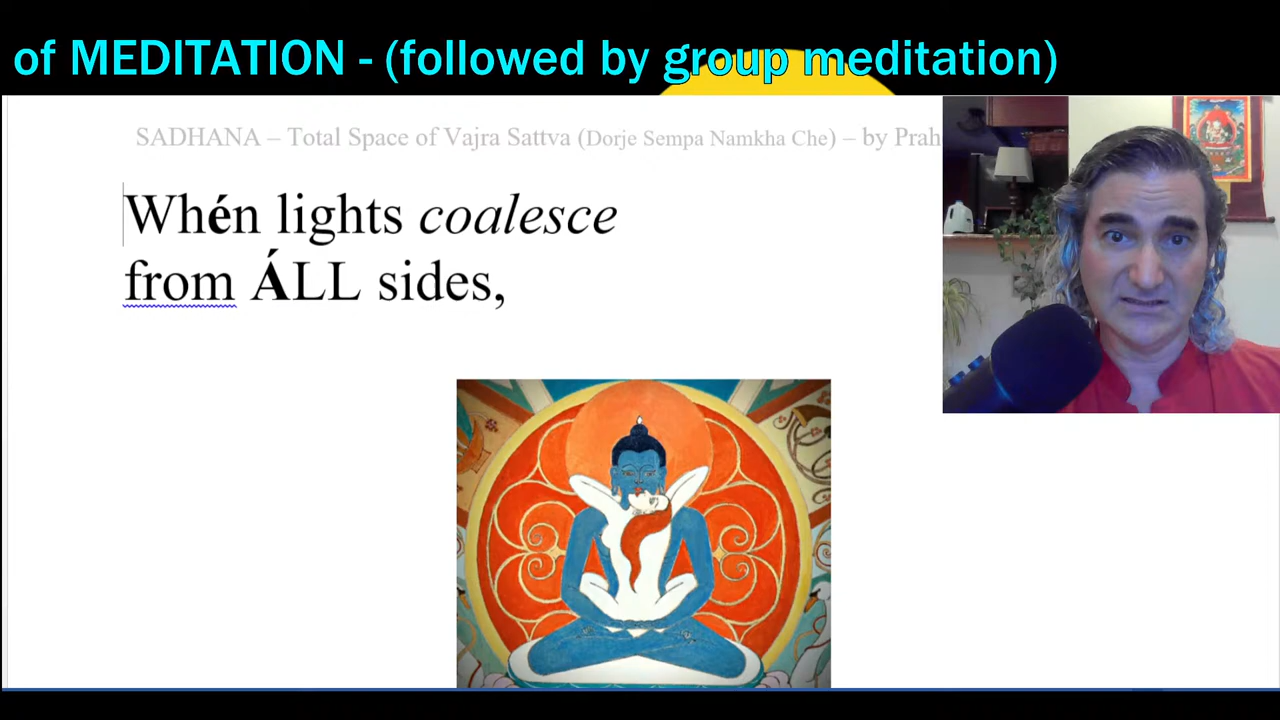 of MEDITATION - (followed by group meditation)
SADHANA – Total Space of Vajra Sattva (Dorje Sempa Namkha Che) – by Prah
Whén lights coalesce
from ÁLL sides,